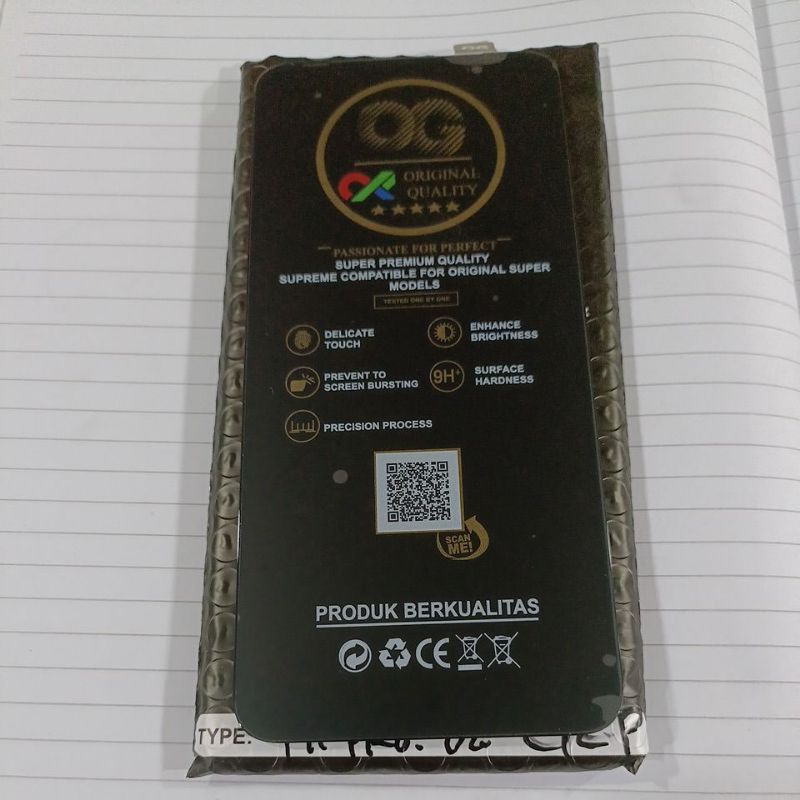 OG
ORIGINAL
QUALITY
PASSIONATE FOR PERFECT
SUPER PREMIUM QUALITY
SUPREME COMPATIBLE FOR ORIGINAL SUPER
MODELS
TESTED ONE BY ONE
DELICATE
TOUCH
ENHANCE
BRIGHTNESS
PREVENT TO
SCREEN BURSTING
9H+
SURFACE
HARDNESS
PRECISION PROCESS
SCAN
ME!
PRODUK BERKUALITAS
CE
TYPE: